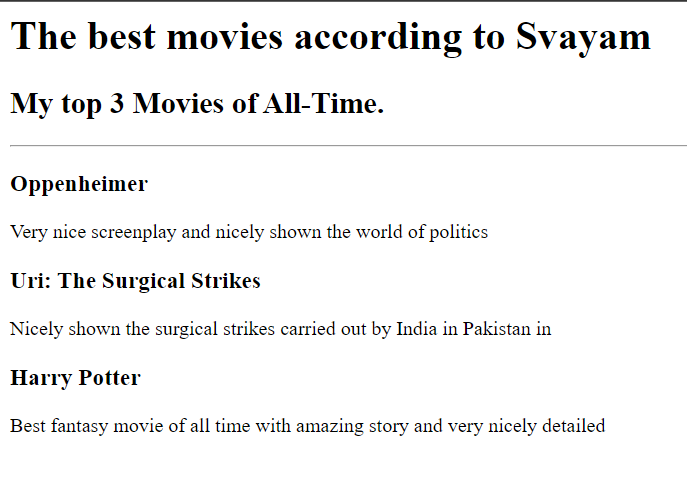 The best movies according to Svayam
My top 3 Movies of All-Time.
Oppenheimer
Very nice screenplay and nicely shown the world of politics
Uri: The Surgical Strikes
Nicely shown the surgical strikes carried out by India in Pakistan in
Harry Potter
Best fantasy movie of all time with amazing story and very nicely detailed